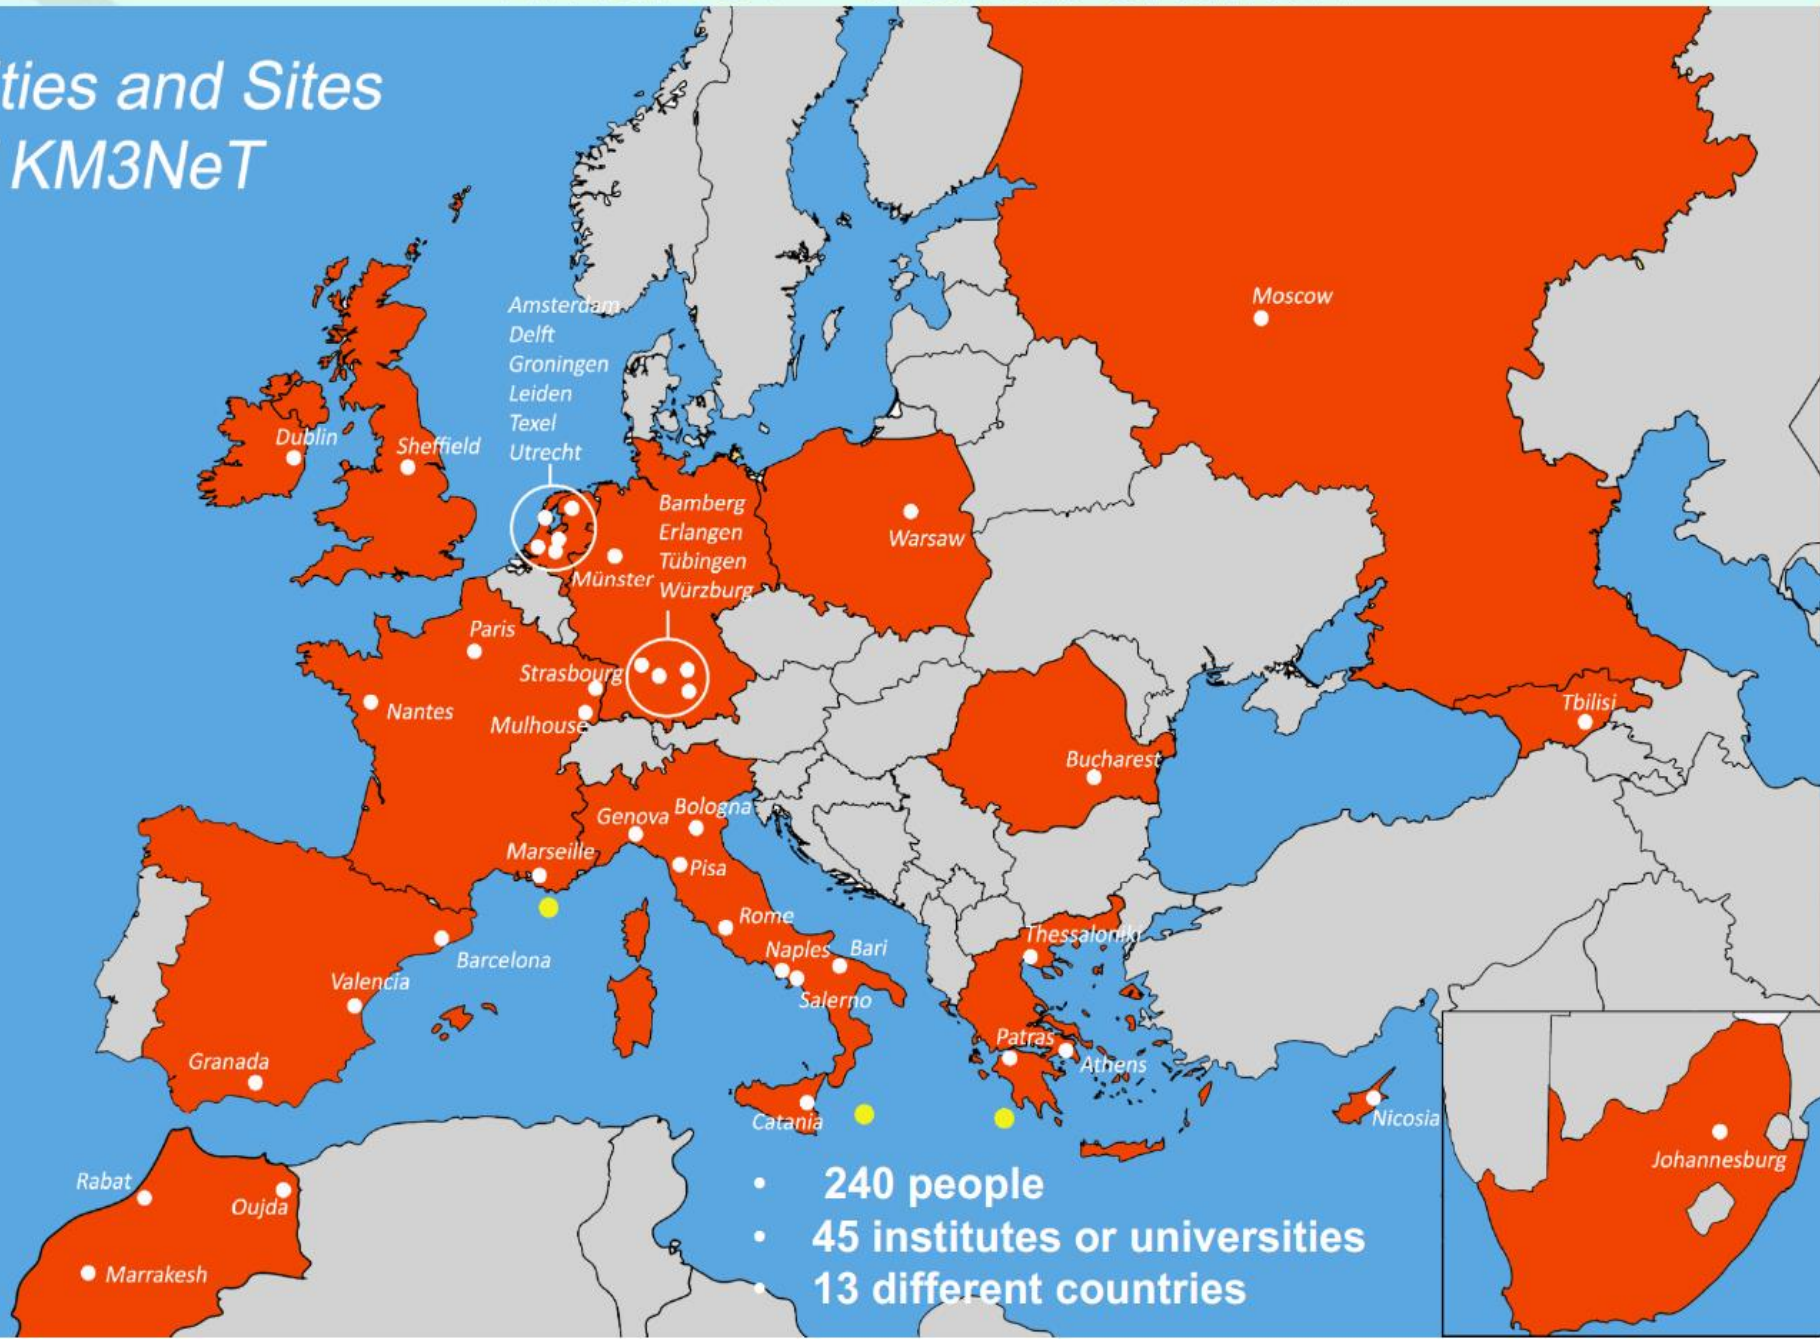 ties and Sites
KM3NeT
Amsterdam
Delft
Groningen
Leiden
Texel
Utrecht
Moscow
Dublin
Sheffield
Bamberg
Erlangen
Tübingen
Würzburg
Warsaw
Münster
Paris
Strasbourg
Nantes
Mulhouse
Tbilisi
Bucharest
Genova
Bologna
Marseille
Pisa
Rome
Naples
Bari
Thessaloniki
Barcelona
Valencia
Salerno
Patras
Athens
Granada
Catania
Nicosia
Johannesburg
Rabat
Oujda
Marrakesh
• 240 people
• 45 institutes or universities
• 13 different countries